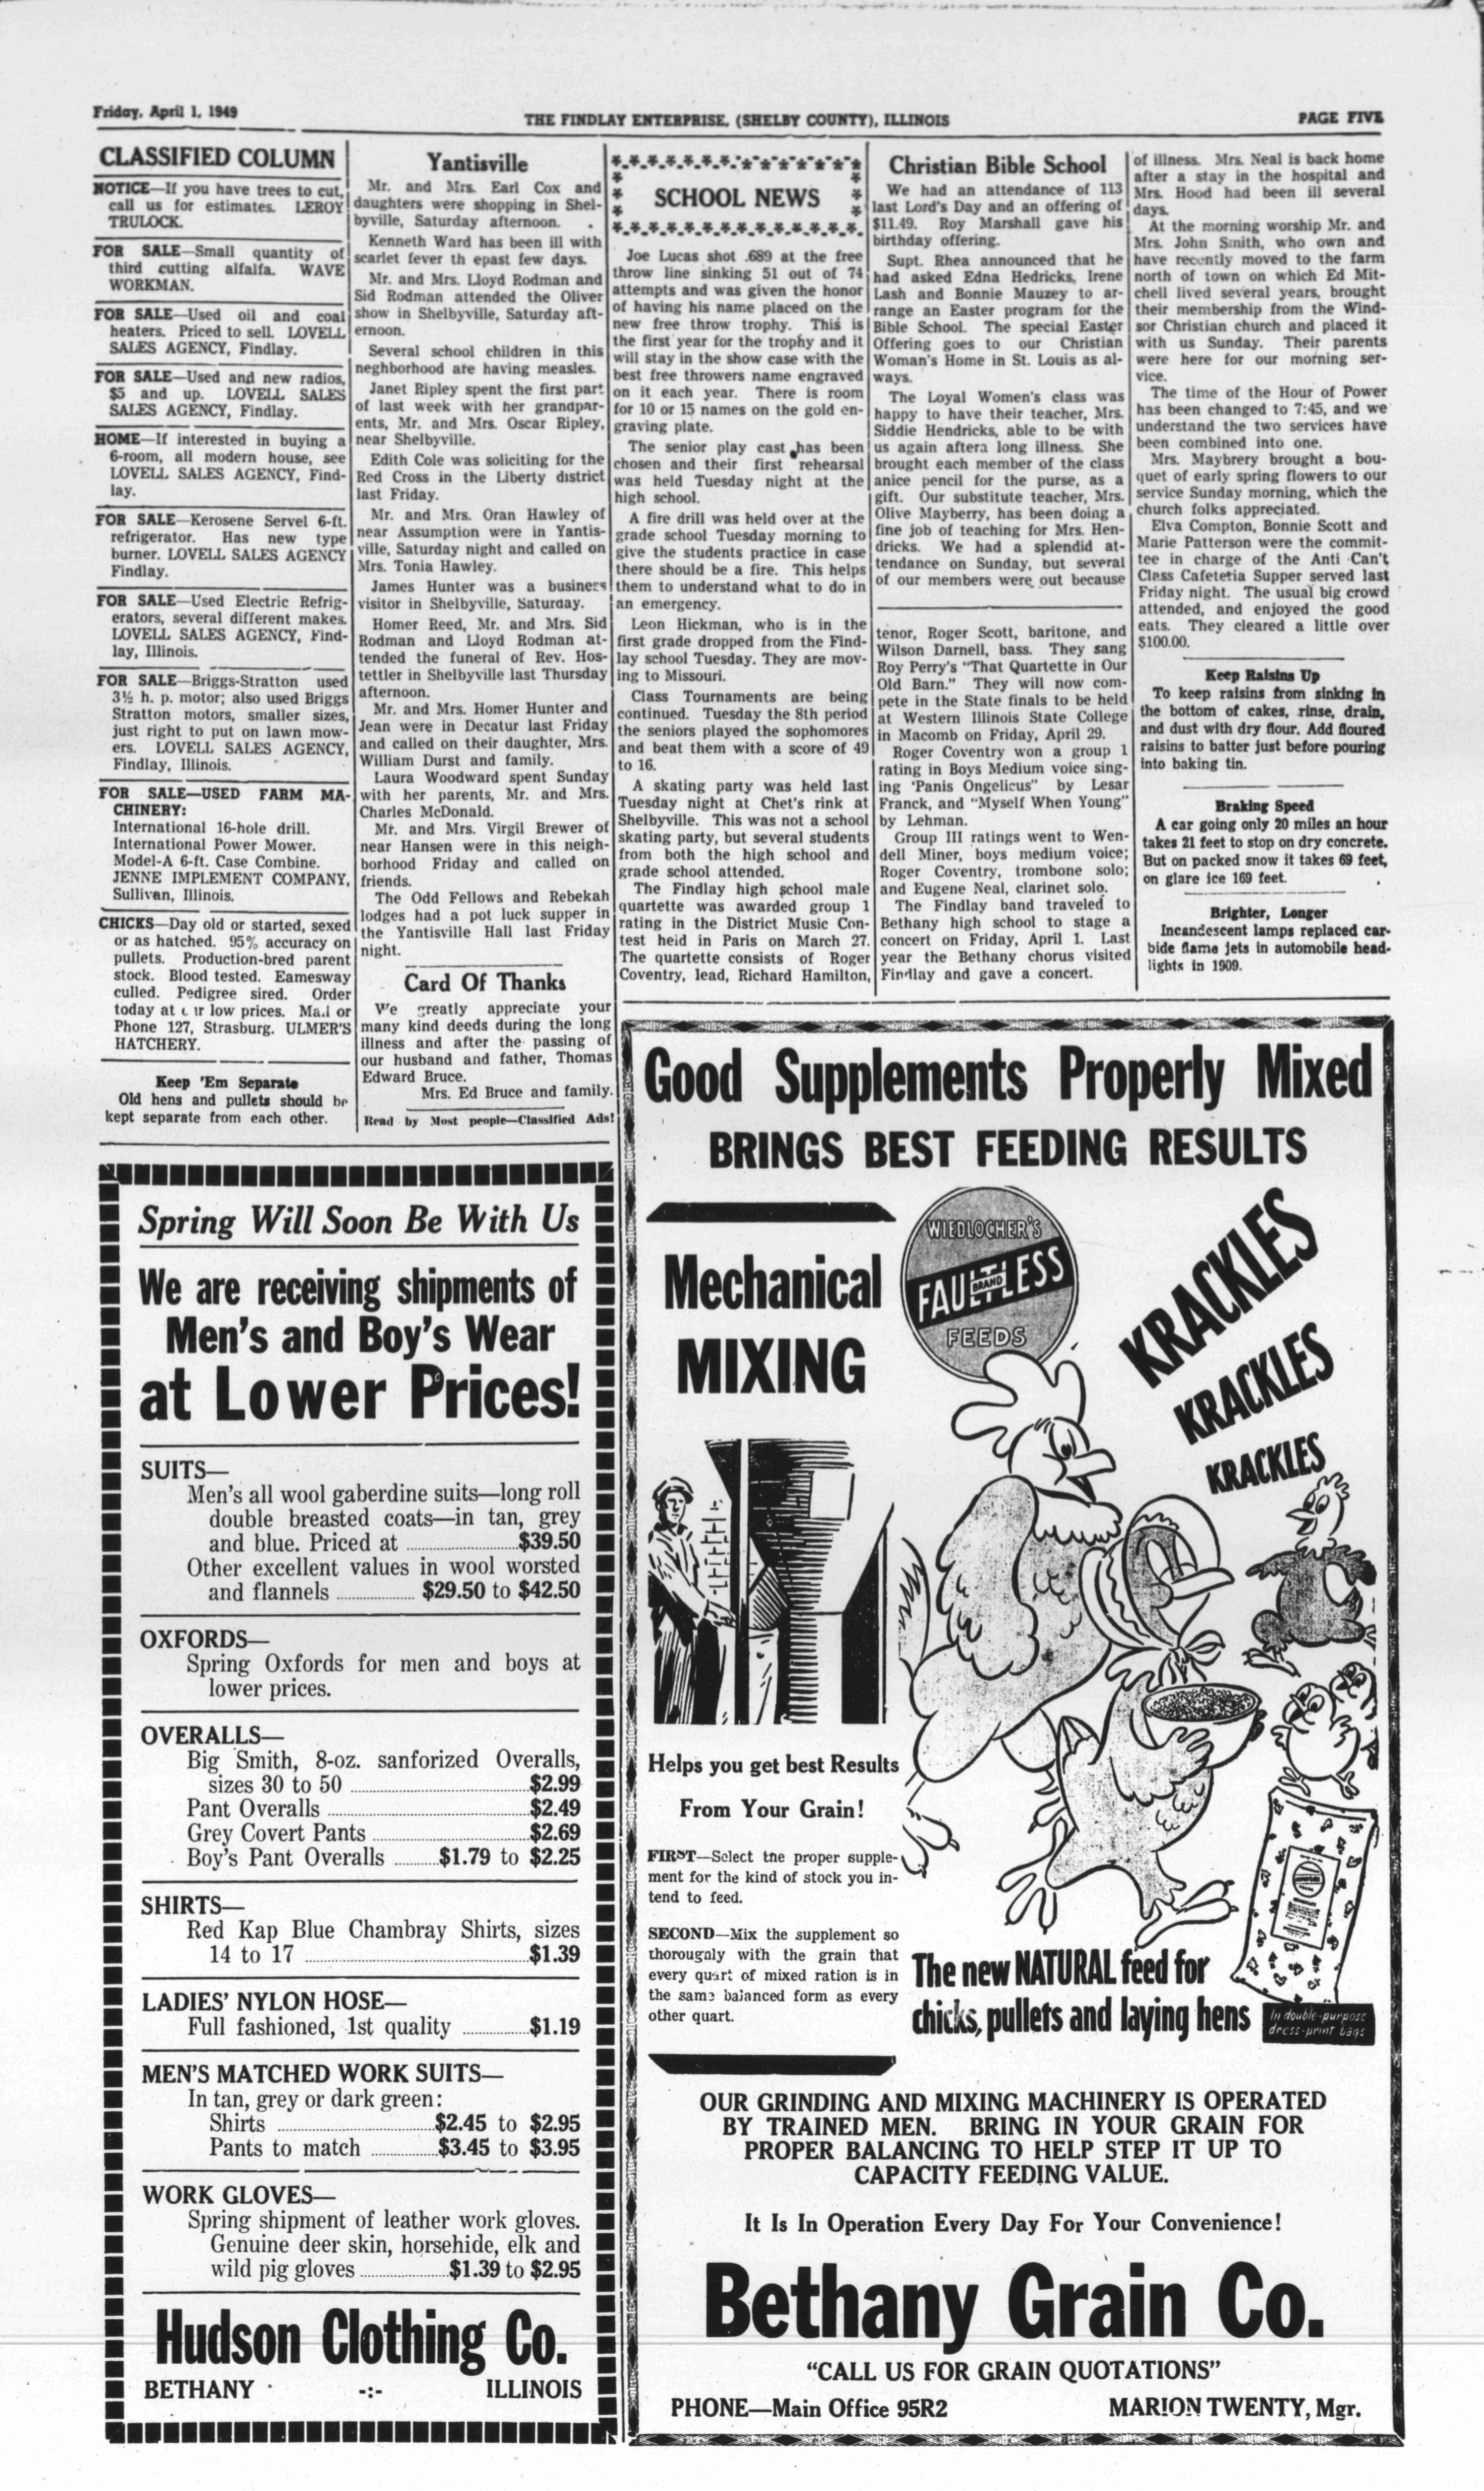 Friday, April 1, 1949
THE FINDLAY ENTERPRISE, (SHELBY COUNTY), ILLINOIS
PAGE FIVE
CLASSIFIED COLUMN
NOTICE—If you have trees to cut,
call us for estimates. LEROY
TRULOCK.
FOR SALE—Small quantity of
third cutting alfalfa. WAVE
WORKMAN.
FOR SALE—Used oil and coal
heaters. Priced to sell. LOVELL
SALES AGENCY, Findlay.
FOR SALE—Used and new radios,
$5 and up. LOVELL SALES
SALES AGENCY, Findlay.
HOME—If interested in buying a
6-room, all modern house, see
LOVELL SALES AGENCY, Find-
lay.
FOR SALE—Kerosene Servel 6-ft.
refrigerator. Has new type
burner. LOVELL SALES AGENCY
Findlay.
FOR SALE—Used Electric Refrig-
erators, several different makes.
LOVELL SALES AGENCY, Find-
lay, Illinois.
FOR SALE—Briggs-Stratton used
3½ h. p. motor; also used Briggs
Stratton motors, smaller sizes,
just right to put on lawn mow-
ers. LOVELL SALES AGENCY,
Findlay, Illinois.
FOR SALE—USED FARM MA-
CHINERY:
International 16-hole drill.
International Power Mower.
Model-A 6-ft. Case Combine.
JENNE IMPLEMENT COMPANY,
Sullivan, Illinois.
CHICKS—Day old or started, sexed
or as hatched. 95% accuracy on
pullets. Production-bred parent
stock. Blood tested. Eamesway
culled. Pedigree sired. Order
today at our low prices. Mail or
Phone 127, Strasburg. ULMER'S
HATCHERY.
Keep 'Em Separate
Old hens and pullets should be
kept separate from each other.
Yantisville
Mr. and Mrs. Earl Cox and
daughters were shopping in Shel-
byville, Saturday afternoon.
Kenneth Ward has been ill with
scarlet fever th epast few days.
Mr. and Mrs. Lloyd Rodman and
Sid Rodman attended the Oliver
show in Shelbyville, Saturday aft-
ernoon.
Several school children in this
neghborhood are having measles.
Janet Ripley spent the first part
of last week with her grandpar-
ents, Mr. and Mrs. Oscar Ripley,
near Shelbyville.
Edith Cole was soliciting for the
Red Cross in the Liberty district
last Friday.
Mr. and Mrs. Oran Hawley of
near Assumption were in Yantis-
ville, Saturday night and called on
Mrs. Tonia Hawley.
James Hunter was a business
visitor in Shelbyville, Saturday.
Homer Reed, Mr. and Mrs. Sid
Rodman and Lloyd Rodman at-
tended the funeral of Rev. Hos-
tettler in Shelbyville last Thursday
afternoon.
Mr. and Mrs. Homer Hunter and
Jean were in Decatur last Friday
and called on their daughter, Mrs.
William Durst and family.
Laura Woodward spent Sunday
with her parents, Mr. and Mrs.
Charles McDonald.
Mr. and Mrs. Virgil Brewer of
near Hansen were in this neigh-
borhood Friday and called on
friends.
The Odd Fellows and Rebekah
lodges had a pot luck supper in
the Yantisville Hall last Friday
night.
Card Of Thanks
We greatly appreciate your
many kind deeds during the long
illness and after the passing of
our husband and father, Thomas
Edward Bruce.
Mrs. Ed Bruce and family.
Read by Most people—Classified Ads!
SCHOOL NEWS
Joe Lucas shot .689 at the free
throw line sinking 51 out of 74
attempts and was given the honor
of having his name placed on the
new free throw trophy. This is
the first year for the trophy and it
will stay in the show case with the
best free throwers name engraved
on it each year. There is room
for 10 or 15 names on the gold en-
graving plate.
The senior play cast has been
chosen and their first rehearsal
was held Tuesday night at the
high school.
A fire drill was held over at the
grade school Tuesday morning to
give the students practice in case
there should be a fire. This helps
them to understand what to do in
an emergency.
Leon Hickman, who is in the
first grade dropped from the Find-
lay school Tuesday. They are mov-
ing to Missouri.
Class Tournaments are being
continued. Tuesday the 8th period
the seniors played the sophomores
and beat them with a score of 49
to 16.
A skating party was held last
Tuesday night at Chet's rink at
Shelbyville. This was not a school
skating party, but several students
from both the high school and
grade school attended.
The Findlay high school male
quartette was awarded group 1
rating in the District Music Con-
test held in Paris on March 27.
The quartette consists of Roger
Coventry, lead, Richard Hamilton,
Christian Bible School
We had an attendance of 113
last Lord's Day and an offering of
$11.49. Roy Marshall gave his
birthday offering.
Supt. Rhea announced that he
had asked Edna Hedricks, Irene
Lash and Bonnie Mauzey to ar-
range an Easter program for the
Bible School. The special Easter
Offering goes to our Christian
Woman's Home in St. Louis as al-
ways.
The Loyal Women's class was
happy to have their teacher, Mrs.
Siddie Hendricks, able to be with
us again aftera long illness. She
brought each member of the class
anice pencil for the purse, as a
gift. Our substitute teacher, Mrs.
Olive Mayberry, has been doing a
fine job of teaching for Mrs. Hen-
dricks. We had a splendid at-
tendance on Sunday, but several
of our members were out because
tenor, Roger Scott, baritone, and
Wilson Darnell, bass. They sang
Roy Perry's "That Quartette in Our
Old Barn." They will now com-
pete in the State finals to be held
at Western Illinois State College
in Macomb on Friday, April 29.
Roger Coventry won a group 1
rating in Boys Medium voice sing-
ing 'Panis Ongelicus" by Lesar
Franck, and "Myself When Young"
by Lehman.
Group III ratings went to Wen-
dell Miner, boys medium voice;
Roger Coventry, trombone solo;
and Eugene Neal, clarinet solo.
The Findlay band traveled to
Bethany high school to stage a
concert on Friday, April 1. Last
year the Bethany chorus visited
Findlay and gave a concert.
of illness. Mrs. Neal is back home
after a stay in the hospital and
Mrs. Hood had been ill several
days.
At the morning worship Mr. and
Mrs. John Smith, who own and
have recently moved to the farm
north of town on which Ed Mit-
chell lived several years, brought
their membership from the Wind-
sor Christian church and placed it
with us Sunday. Their parents
were here for our morning ser-
vice.
The time of the Hour of Power
has been changed to 7:45, and we
understand the two services have
been combined into one.
Mrs. Maybrery brought a bou-
quet of early spring flowers to our
service Sunday morning, which the
church folks appreciated.
Elva Compton, Bonnie Scott and
Marie Patterson were the commit-
tee in charge of the Anti Can't
Class Cafetetia Supper served last
Friday night. The usual big crowd
attended, and enjoyed the good
eats. They cleared a little over
$100.00.
Keep Raisins Up
To keep raisins from sinking in
the bottom of cakes, rinse, drain,
and dust with dry flour. Add floured
raisins to batter just before pouring
into baking tin.
Braking Speed
A car going only 20 miles an hour
takes 21 feet to stop on dry concrete.
But on packed snow it takes 69 feet,
on glare ice 169 feet.
Brighter, Longer
Incandescent lamps replaced car-
bide flame jets in automobile head-
lights in 1909.
Spring Will Soon Be With Us
We are receiving shipments of
Men's and Boy's Wear
at Lower Prices!
SUITS—
Men's all wool gaberdine suits—long roll
double breasted coats—in tan, grey
and blue. Priced at $39.50
Other excellent values in wool worsted
and flannels $29.50 to $42.50
OXFORDS—
Spring Oxfords for men and boys at
lower prices.
OVERALLS—
Big Smith, 8-oz. sanforized Overalls,
sizes 30 to 50 $2.99
Pant Overalls $2.49
Grey Covert Pants $2.69
Boy's Pant Overalls $1.79 to $2.25
SHIRTS—
Red Kap Blue Chambray Shirts, sizes
14 to 17 $1.39
LADIES' NYLON HOSE—
Full fashioned, 1st quality $1.19
MEN'S MATCHED WORK SUITS—
In tan, grey or dark green:
Shirts $2.45 to $2.95
Pants to match $3.45 to $3.95
WORK GLOVES—
Spring shipment of leather work gloves.
Genuine deer skin, horsehide, elk and
wild pig gloves $1.39 to $2.95
Hudson Clothing Co.
BETHANY -:- ILLINOIS
Good Supplements Properly Mixed
BRINGS BEST FEEDING RESULTS
Mechanical
MIXING
WIEDLOCHER'S
FAULTLESS
BRAND
FEEDS
KRACKLES
KRACKLES
KRACKLES
Helps you get best Results
From Your Grain!
FIRST—Select the proper supple-
ment for the kind of stock you in-
tend to feed.
SECOND—Mix the supplement so
thoroughly with the grain that
every quart of mixed ration is in
the same balanced form as every
other quart.
The new NATURAL feed for
chicks, pullets and laying hens
In double-purpose
dress-print bags
OUR GRINDING AND MIXING MACHINERY IS OPERATED
BY TRAINED MEN. BRING IN YOUR GRAIN FOR
PROPER BALANCING TO HELP STEP IT UP TO
CAPACITY FEEDING VALUE.
It Is In Operation Every Day For Your Convenience!
Bethany Grain Co.
"CALL US FOR GRAIN QUOTATIONS"
PHONE—Main Office 95R2
MARION TWENTY, Mgr.